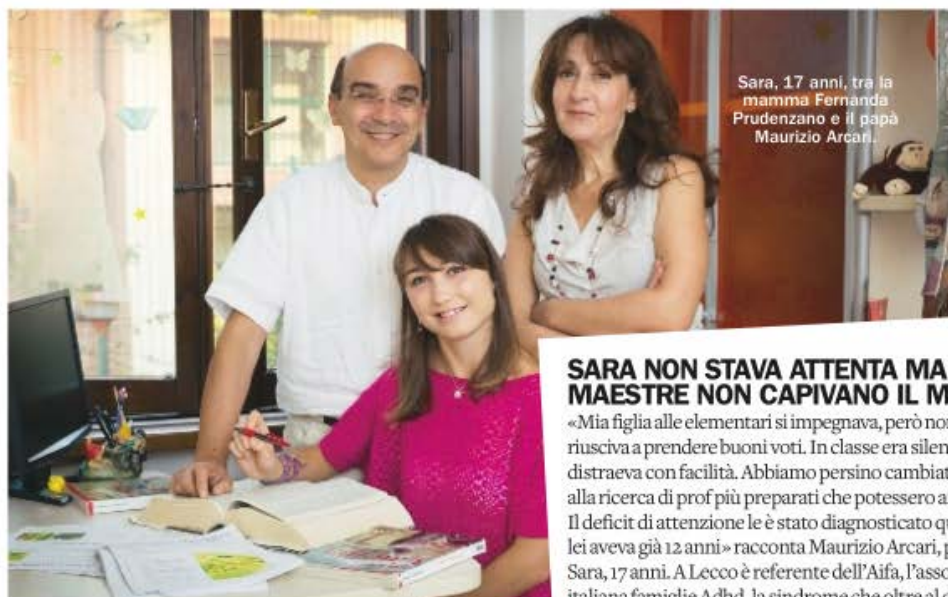 Sara, 17 anni, tra la
mamma Fernanda
Prudenzano e il papà
Maurizio Arcari.
SARA NON STAVA ATTENTA MA
MAESTRE NON CAPIVANO IL M
«Mia figlia alle elementari si impegnava, però non
riusciva a prendere buoni voti. In classe era silen
distraeva con facilità. Abbiamo persino cambiat
alla ricerca di prof più preparati che potessero a
Il deficit di attenzione le è stato diagnosticato q
lei aveva già 12 anni» racconta Maurizio Arcari, p
Sara, 17 anni. A Lecco è referente dell'Aifa, l'asso
italiana famiglie Adhd, la sindrome che oltre al